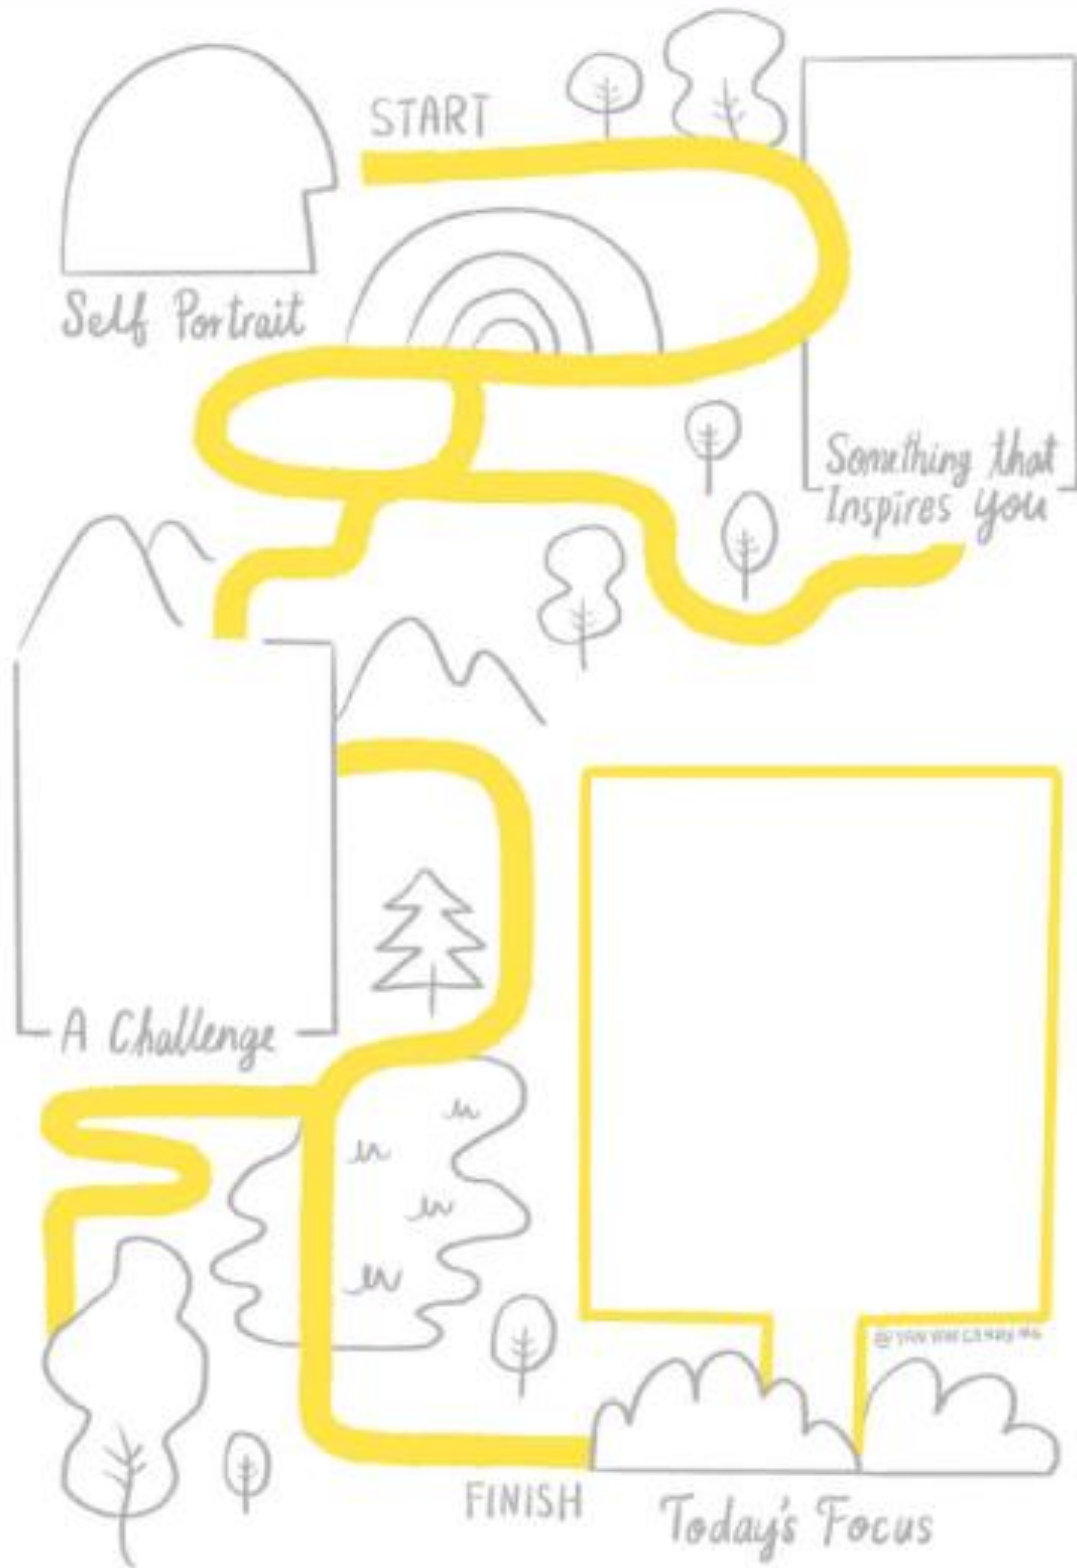 START
Self Portrait
Something that
Inspires you
A Challenge
FINISH
Today's Focus